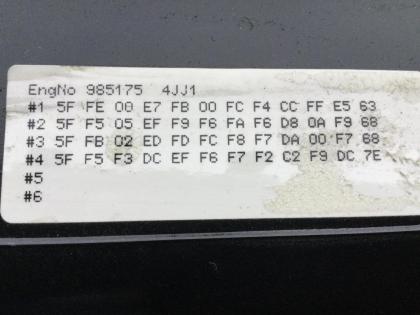 EngNo 985175 4JJ1
#1 5F FE 00 E7 FB 00 FC F4 CC FF E5 63
#2 5F F5 05 EF F9 F6 FA F6 D8 0A F9 68
#3 5F FB 02 ED FD FC F8 F7 DA 00 F7 68
#4 5F F5 F3 DC EF F6 F7 F2 C2 F9 DC 7E
#5
#6